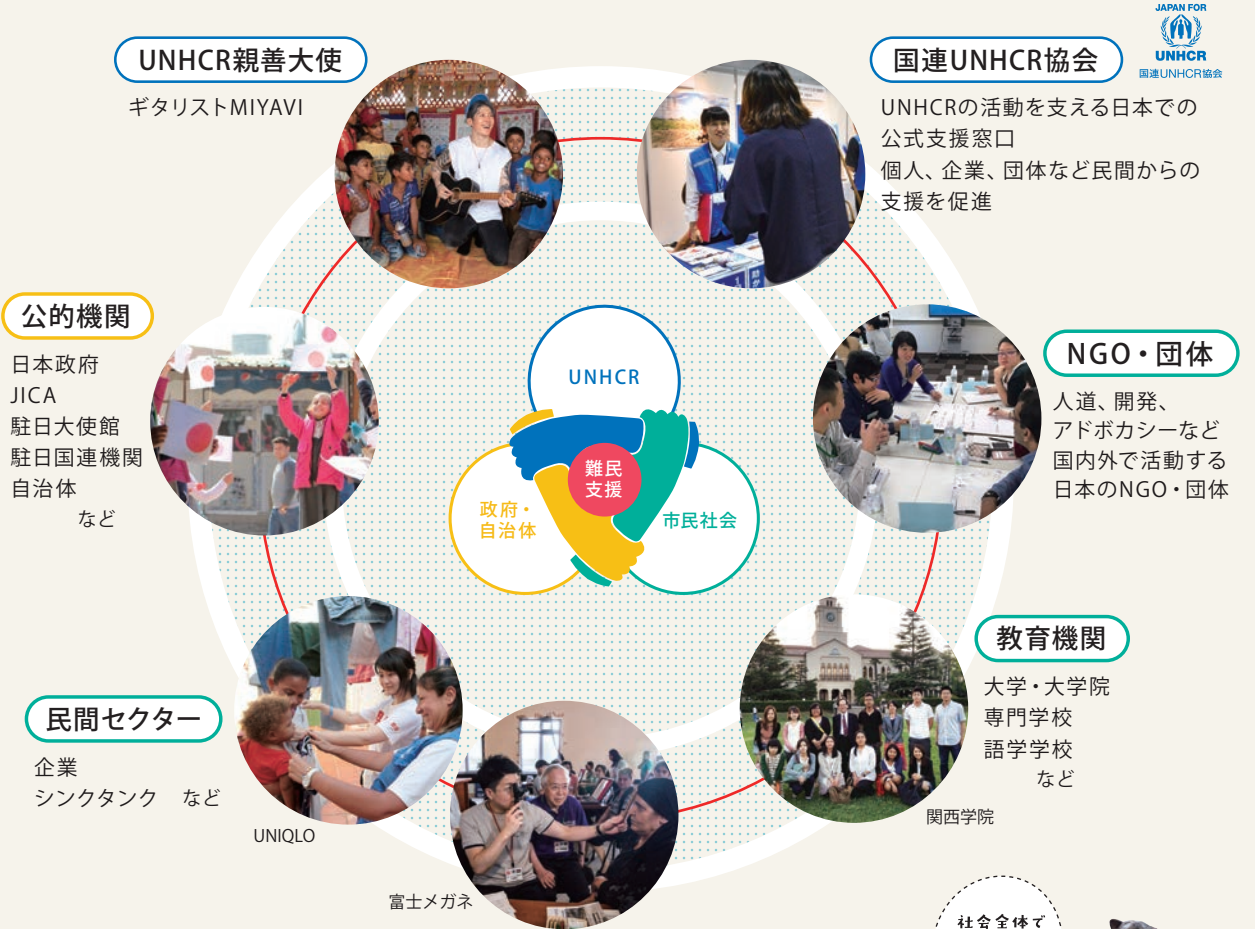 JAPAN FOR
UNHCR
国連UNHCR協会
UNHCR親善大使
ギタリストMIYAVI
国連UNHCR協会
UNHCRの活動を支える日本での
公式支援窓口
個人、企業、団体など民間からの
支援を促進
公的機関
日本政府
JICA
駐日大使館
駐日国連機関
自治体
など
NGO・団体
人道、開発、
アドボカシーなど
国内外で活動する
日本のNGO・団体
UNHCR
難民
支援
政府・
自治体
市民社会
教育機関
大学・大学院
専門学校
語学学校
など
関西学院
民間セクター
企業
シンクタンク　など
UNIQLO
富士メガネ
社会全体で